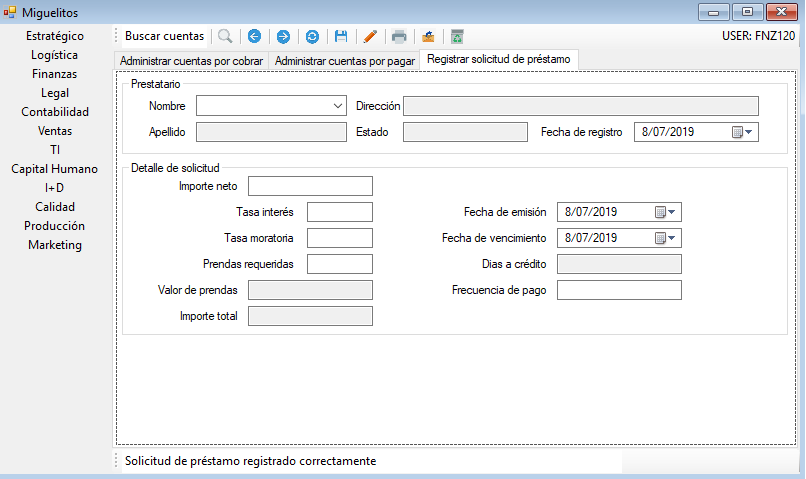 Miguelitos
Estratégico
Logística
Finanzas
Legal
Contabilidad
Ventas
TI
Capital Humano
I+D
Calidad
Producción
Marketing
Buscar cuentas
USER: FNZ120
Administrar cuentas por cobrar
Administrar cuentas por pagar
Registrar solicitud de préstamo
Prestatario
Nombre
Dirección
Apellido
Estado
Fecha de registro
8/07/2019
Detalle de solicitud
Importe neto
Tasa interés
Fecha de emisión
8/07/2019
Tasa moratoria
Fecha de vencimiento
8/07/2019
Prendas requeridas
Dias a crédito
Valor de prendas
Frecuencia de pago
Importe total
Solicitud de préstamo registrado correctamente